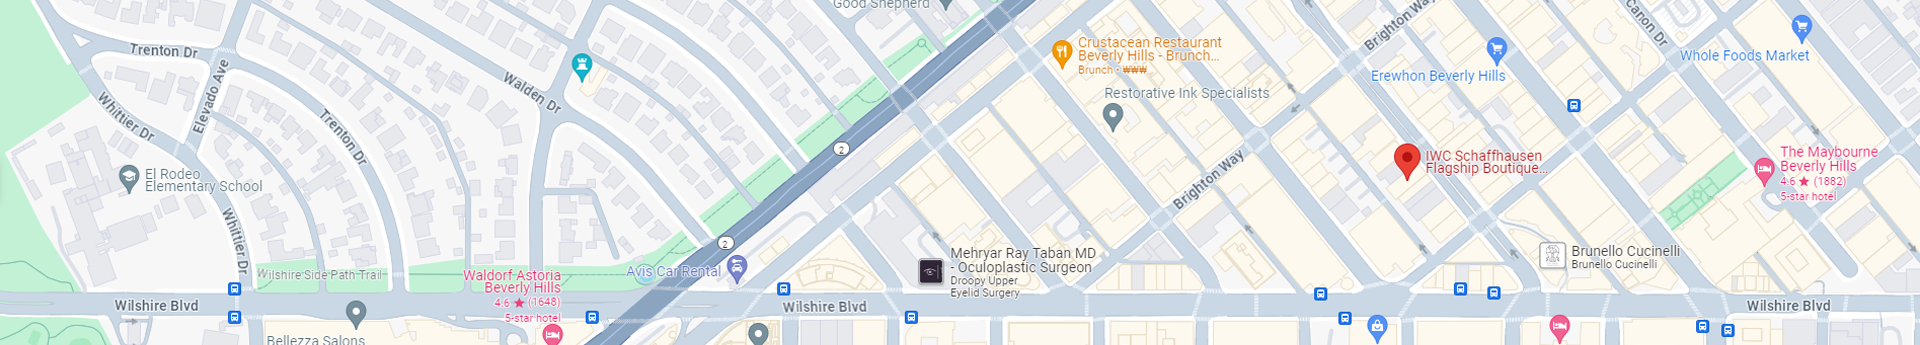 Good Shepherd
Trenton Dr
Elevado Ave
Whittier Dr
Walden Dr
Trenton Dr
El Rodeo
Elementary School
Whittier Dr
Wilshire Side Path Trail
Wilshire Blvd
Bellezza Salons
Waldorf Astoria
Beverly Hills
4.6 ★ (1648)
5-star hotel
Avis Car Rental
2
2
Wilshire Blvd
Mehryar Ray Taban MD
- Oculoplastic Surgeon
Droopy Upper
Eyelid Surgery
Crustacean Restaurant
Beverly Hills - Brunch...
Brunch • ₩₩₩
Restorative Ink Specialists
Brighton Way
Brighton Way
Erewhon Beverly Hills
Canon Dr
Whole Foods Market
IWC Schaffhausen
Flagship Boutique...
The Maybourne
Beverly Hills
4.6 ★ (1882)
5-star hotel
Brunello Cucinelli
Brunello Cucinelli
Wilshire Blvd